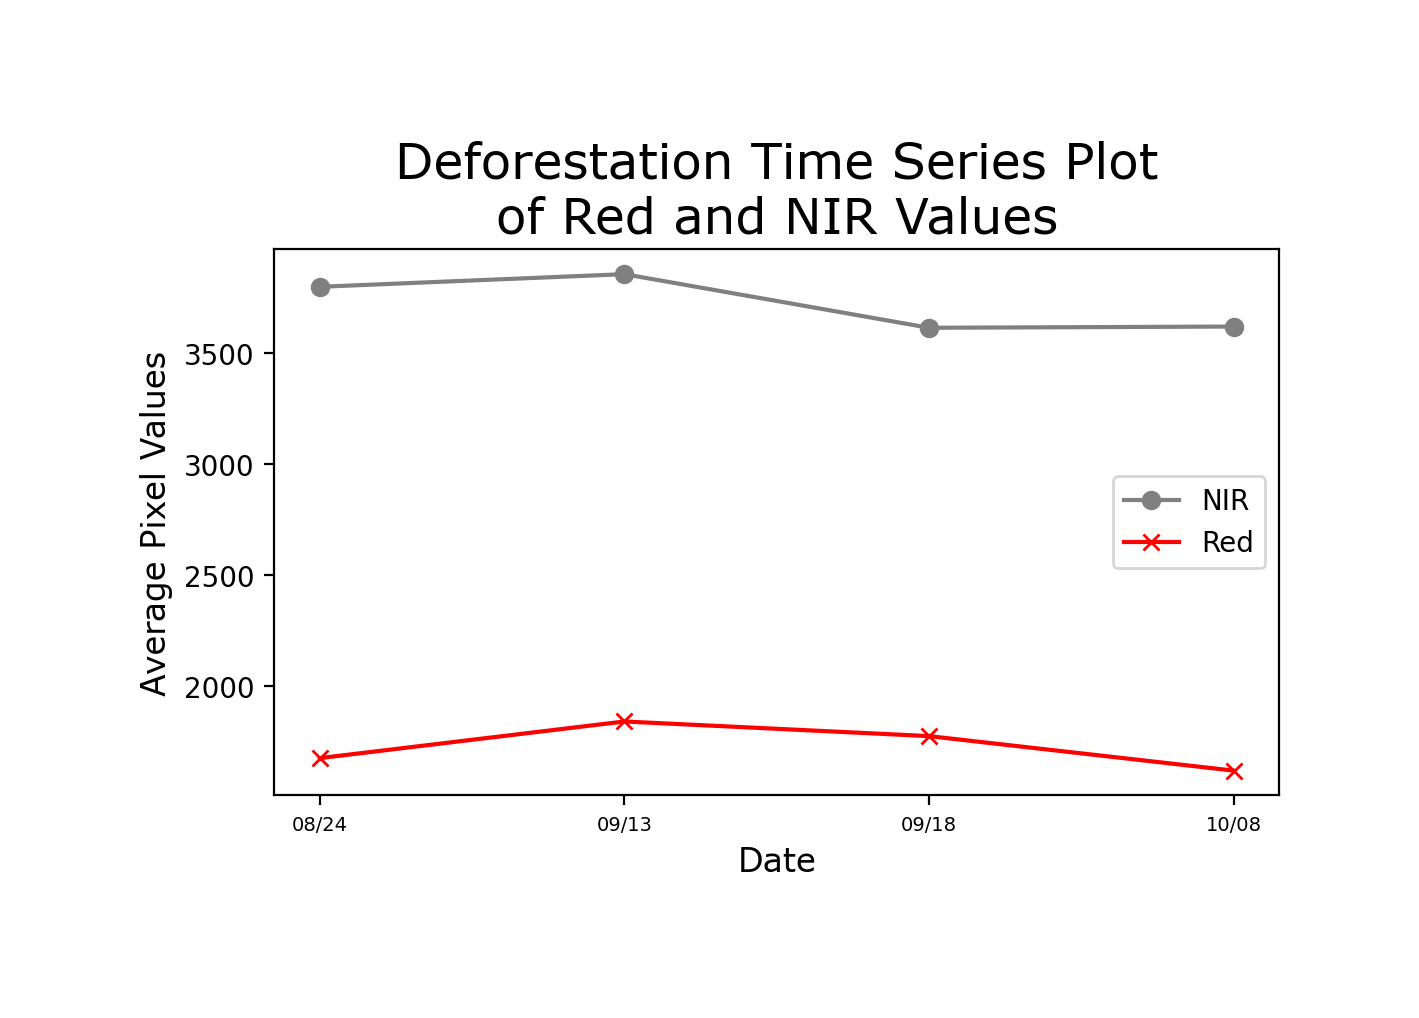 Deforestation Time Series Plot
of Red and NIR Values
Average Pixel Values
3500
3000
2500
2000
NIR
Red
08/24 09/13 09/18 10/08
Date